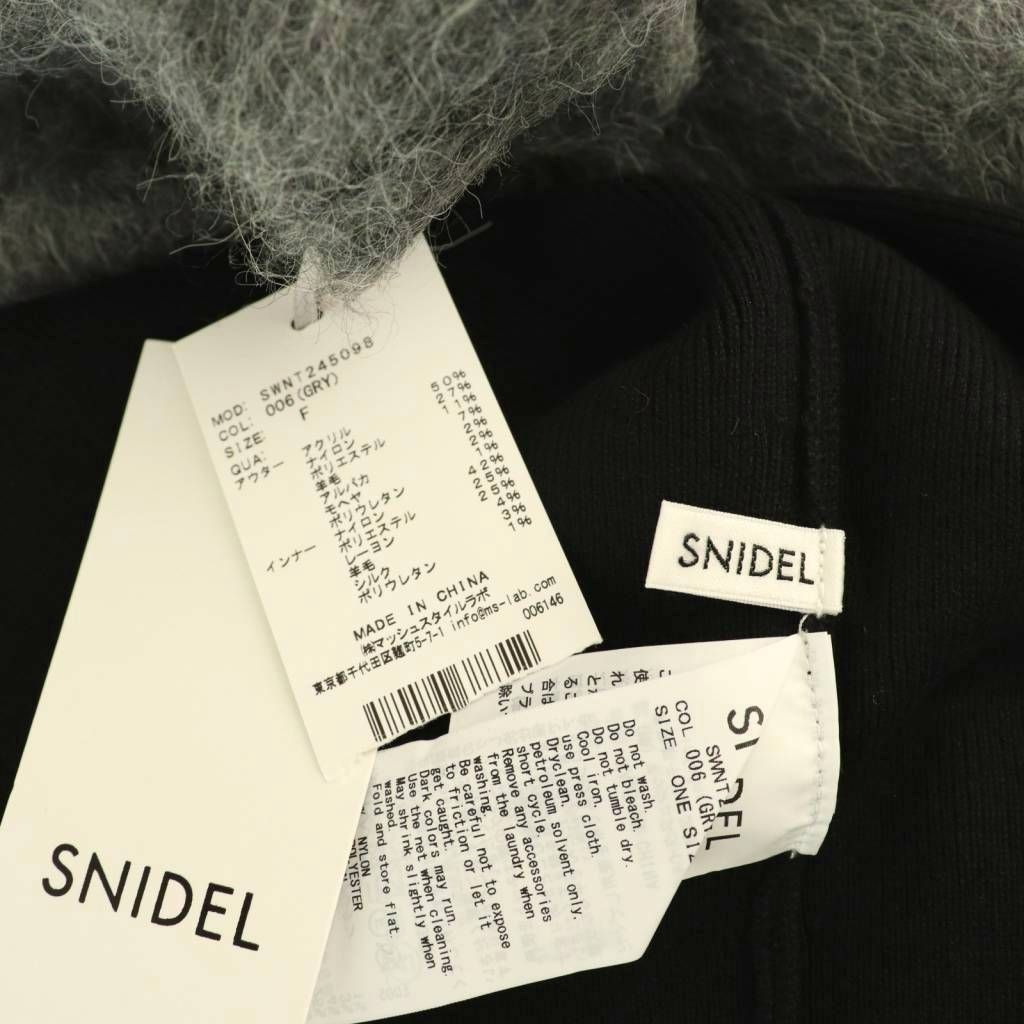 MOD: SWNT245098
COL: 006(GRY)
SIZE: F
QUA:
アウター アクリル 50%
ナイロン 27%
ポリエステル 11%
羊毛 7%
アルパカ 2%
モヘヤ 2%
ポリウレタン 1%
インナー ナイロン 42%
ポリエステル 25%
レーヨン 25%
羊毛 4%
シルク 3%
ポリウレタン 1%
MADE IN CHINA
㈱マッシュスタイルラボ
東京都千代田区麹町5-7-1 info@ms-lab.com
006146
SNIDEL
SNIDEL
SWNT2
COL 006 (GR
SIZE ONE SIZ
Do not wash.
Do not bleach.
Do not tumble dry.
Cool iron.
use press cloth.
Dryclean.
petroleum solvent only.
short cycle.
Remove any accessories
from the laundry when
washing.
Be careful not to expose
to friction or let it
get caught.
Dark colors may run.
Use the net when cleaning.
May shrink slightly when
washed.
Fold and store flat.
NYLON